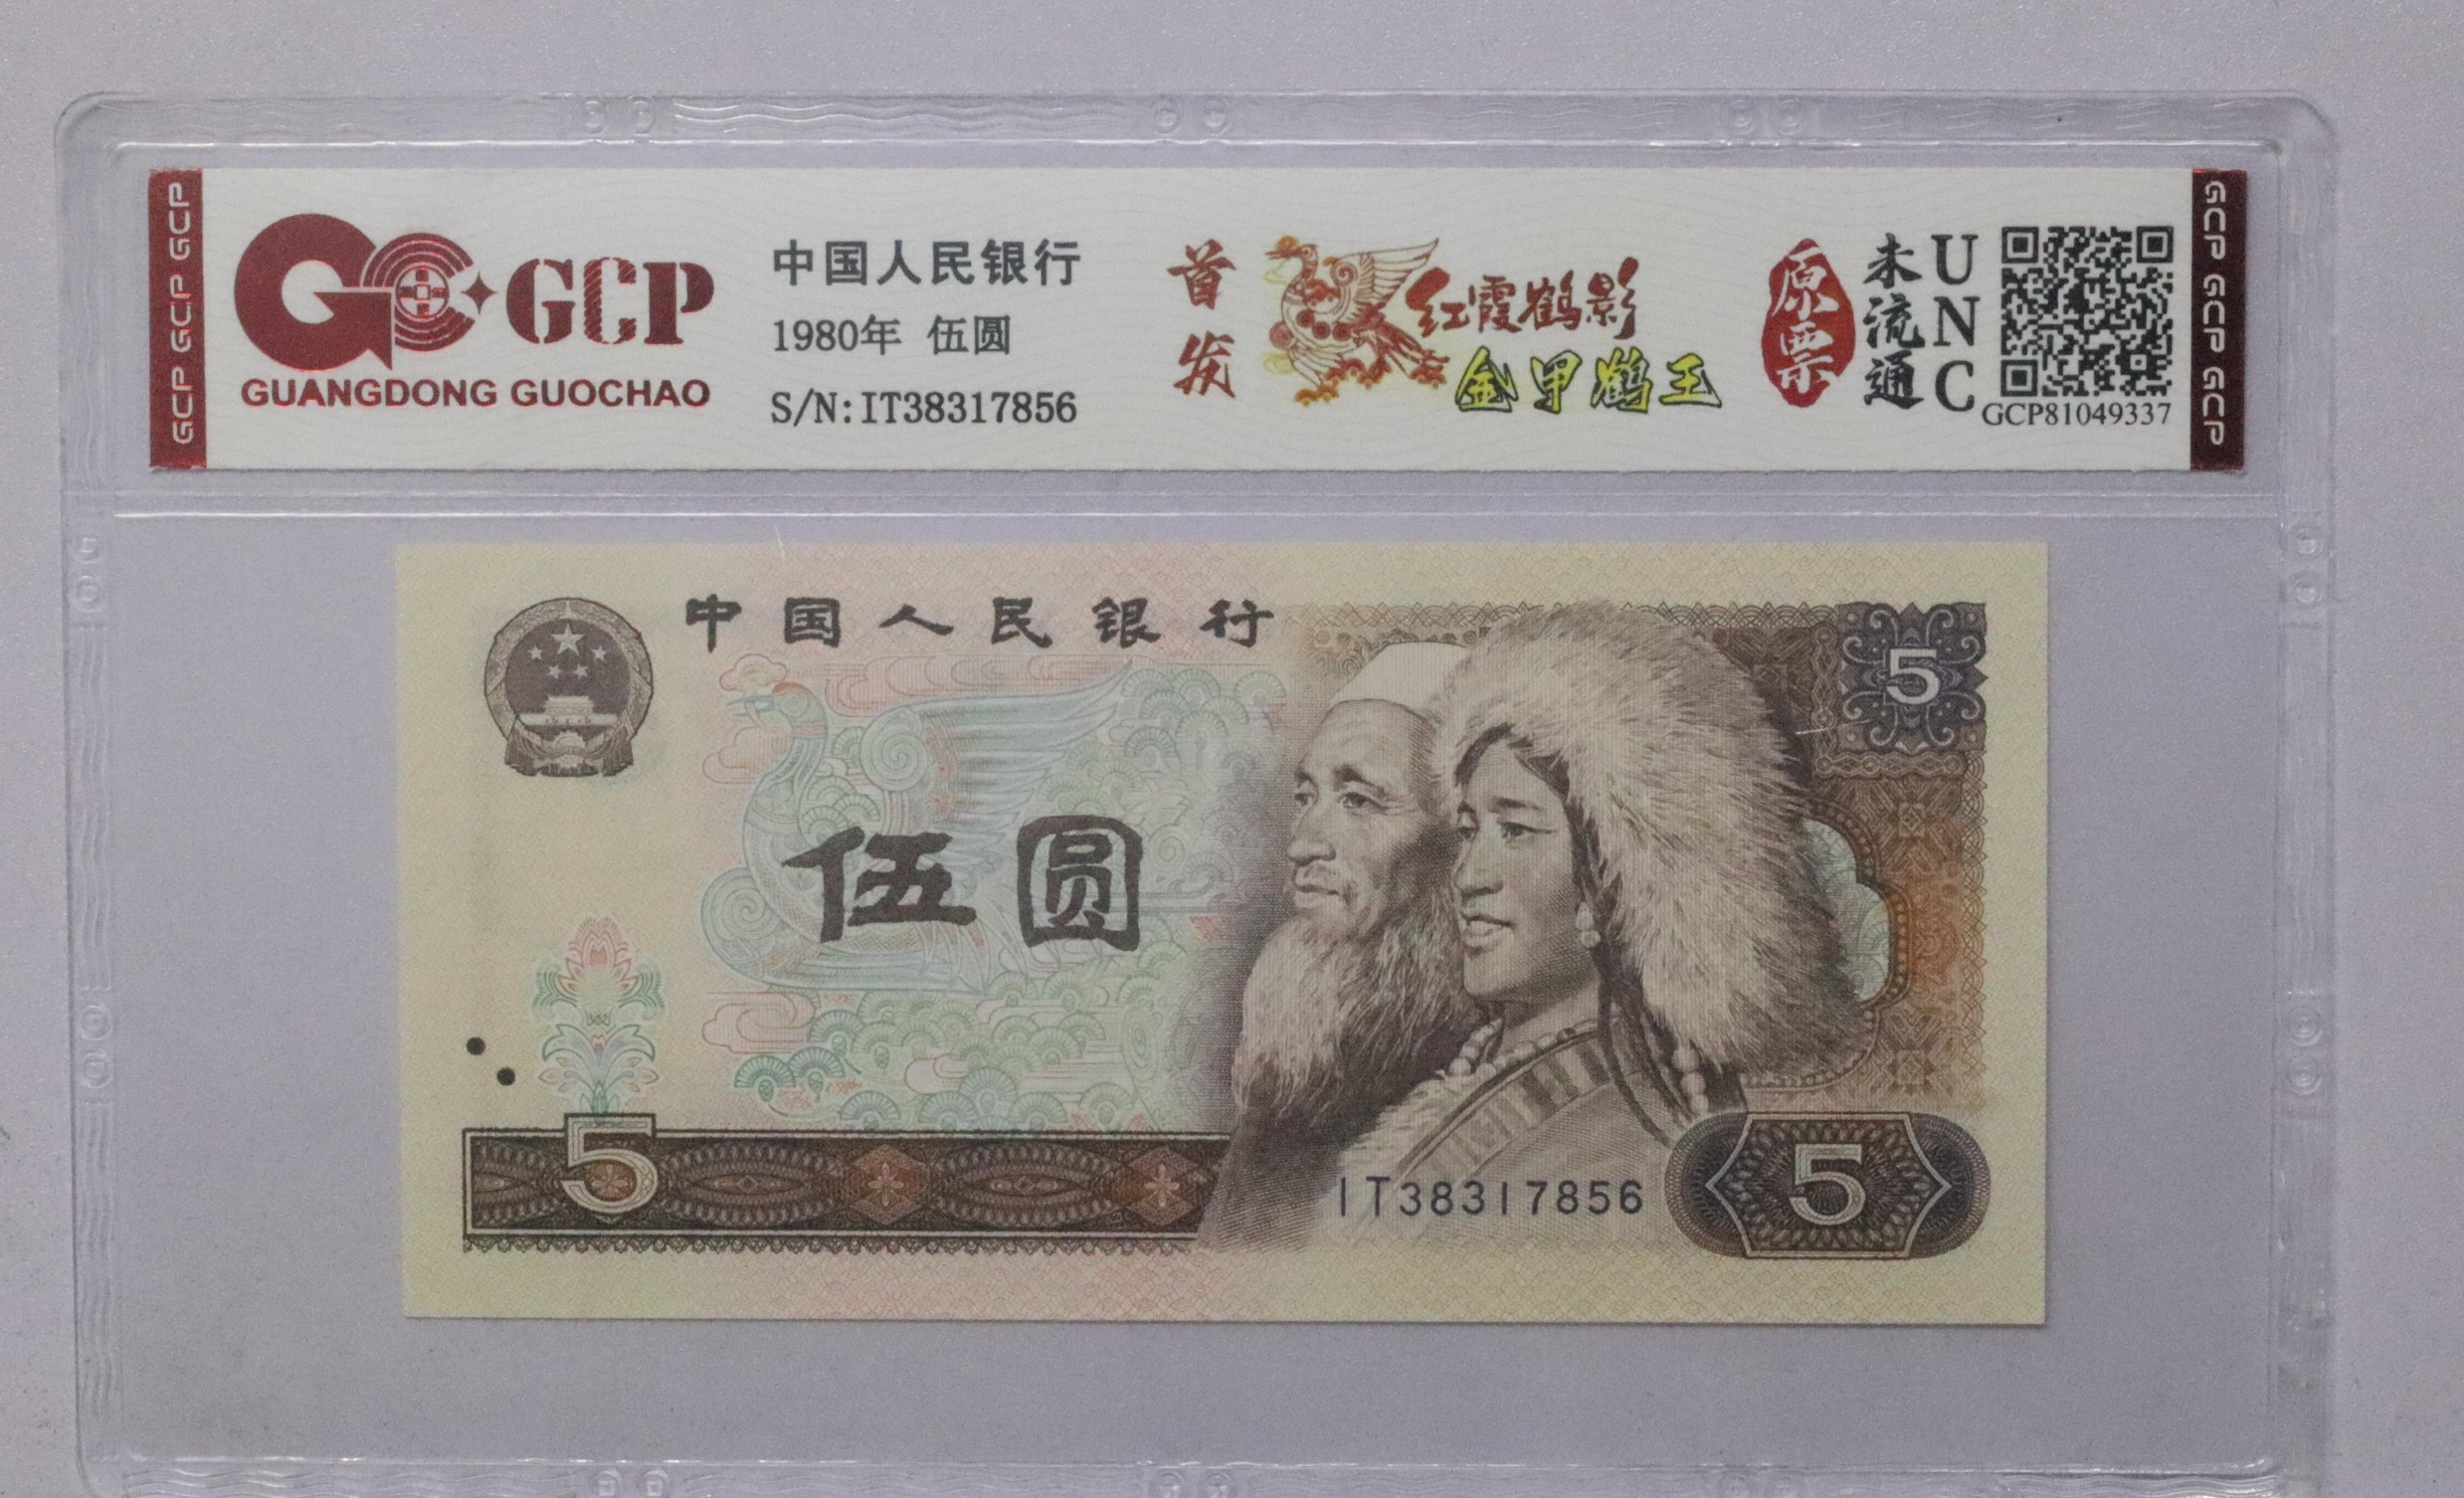 GCP GCP GCP
GCP
GUANGDONG GUOCHAO
中国人民银行
1980年 伍圆
S/N:IT38317856
首发
红霞鹤影
金甲鹤王
原票
未流通
UNC
GCP81049337
GCP GCP GCP
中国人民银行
5
伍圆
5
IT38317856
5